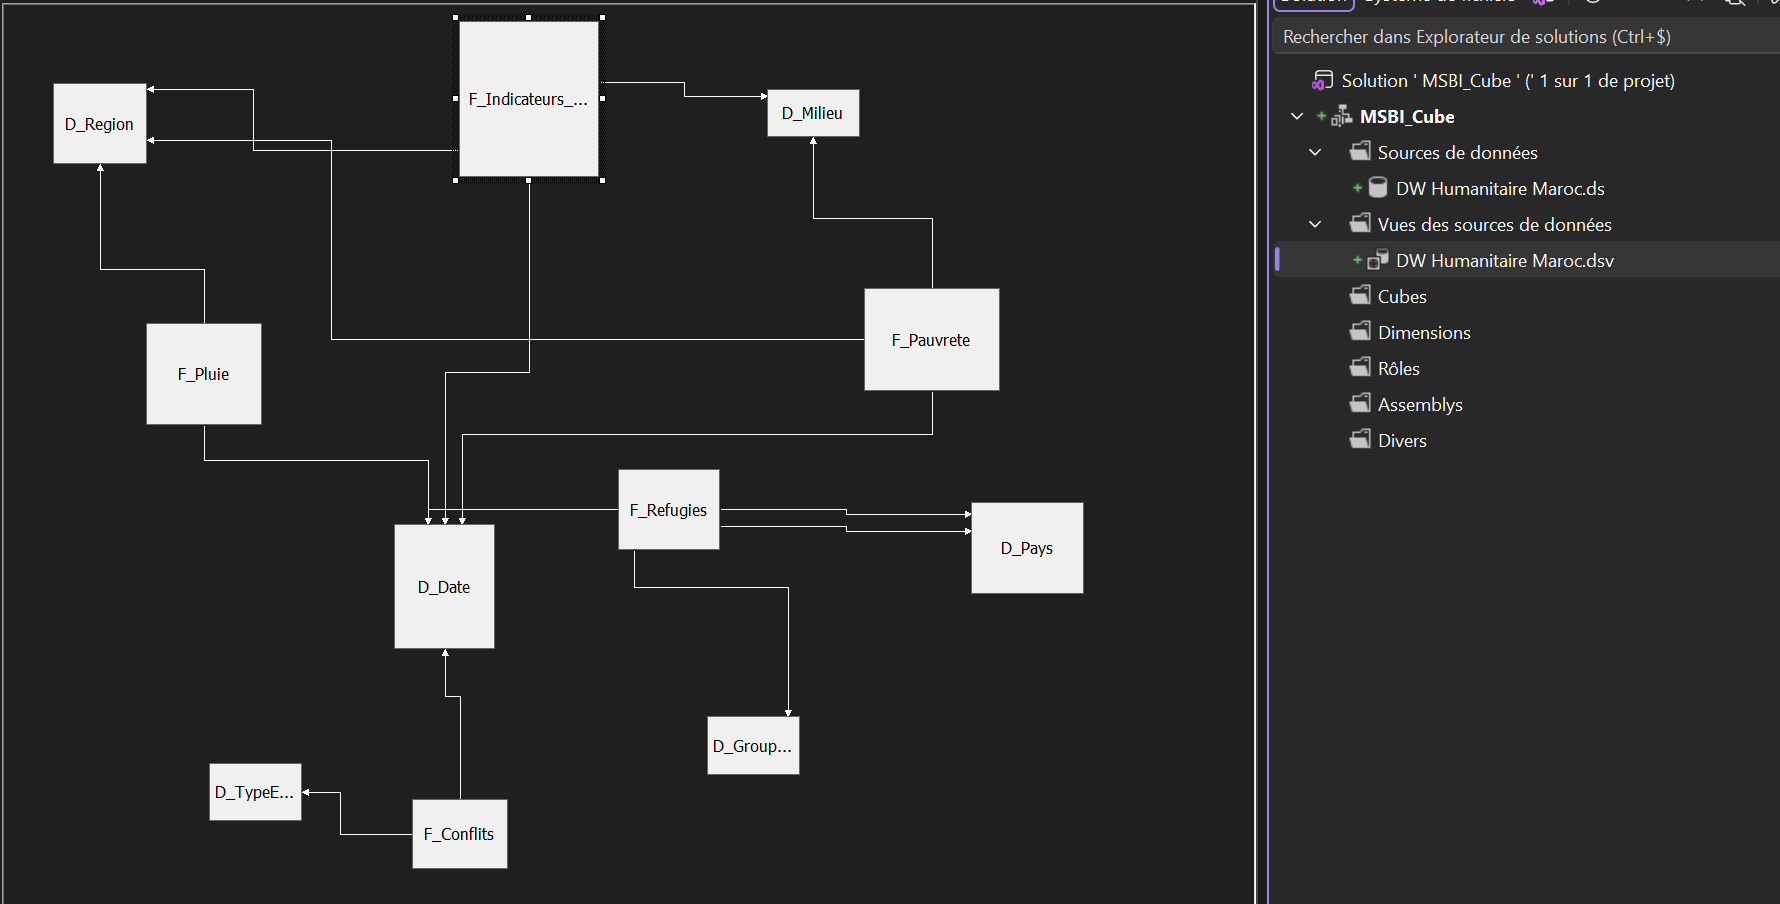 F_Indicateurs_...
D_Region
D_Milieu
F_Pauvrete
F_Pluie
F_Refugies
D_Pays
D_Date
D_Group...
D_TypeE...
F_Conflits
Rechercher dans Explorateur de solutions (Ctrl+$)
Solution ' MSBI_Cube ' (' 1 sur 1 de projet)
MSBI_Cube
Sources de données
DW Humanitaire Maroc.ds
Vues des sources de données
DW Humanitaire Maroc.dsv
Cubes
Dimensions
Rôles
Assemblys
Divers